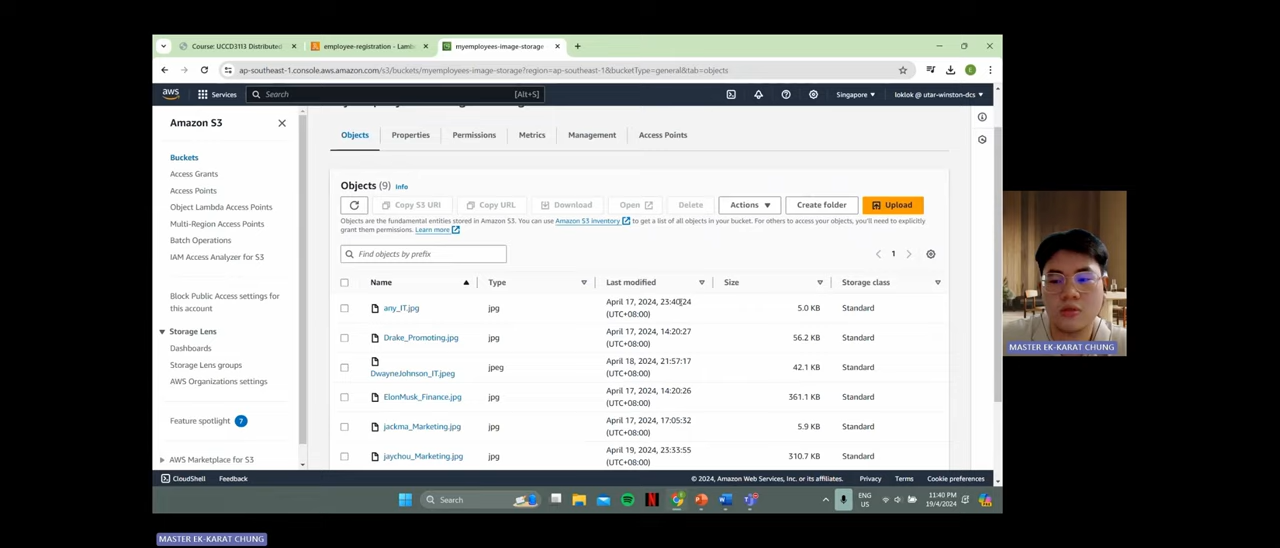 Course: UCCD3113 Distributed
employee-registration - Lamb
myemployees-image-storage
ap-southeast-1.console.aws.amazon.com/s3/buckets/myemployees-image-storage?region=ap-southeast-1&bucketType=general&tab=objects
aws
Services
Search
[Alt+S]
Singapore
loklok @ utar-winston-dcs
Amazon S3
Buckets
Access Grants
Access Points
Object Lambda Access Points
Multi-Region Access Points
Batch Operations
IAM Access Analyzer for S3
Block Public Access settings for
this account
Storage Lens
Dashboards
Storage Lens groups
AWS Organizations settings
Feature spotlight 7
AWS Marketplace for S3
Objects
Properties
Permissions
Metrics
Management
Access Points
Objects (9) Info
Copy S3 URI
Copy URL
Download
Open
Delete
Actions
Create folder
Upload
Objects are the fundamental entities stored in Amazon S3. You can use Amazon S3 inventory to get a list of all objects in your bucket. For others to access your objects, you'll need to explicitly
grant them permissions. Learn more
Find objects by prefix
1
Name Type Last modified Size Storage class
any_IT.jpg jpg April 17, 2024, 23:40:24 5.0 KB Standard
(UTC+08:00)
Drake_Promoting.jpg jpg April 17, 2024, 14:20:27 56.2 KB Standard
(UTC+08:00)
DwayneJohnson_IT.jpeg jpeg April 18, 2024, 21:57:17 42.1 KB Standard
(UTC+08:00)
ElonMusk_Finance.jpg jpg April 17, 2024, 14:20:26 361.1 KB Standard
(UTC+08:00)
jackma_Marketing.jpg jpg April 17, 2024, 17:05:32 5.9 KB Standard
(UTC+08:00)
jaychou_Marketing.jpg jpg April 19, 2024, 23:33:55 310.7 KB Standard
(UTC+08:00)
CloudShell
Feedback
© 2024, Amazon Web Services, Inc. or its affiliates.
Privacy
Terms
Cookie preferences
Search
ENG
US
11:40 PM
19/4/2024
MASTER EK-KARAT CHUNG
MASTER EK-KARAT CHUNG